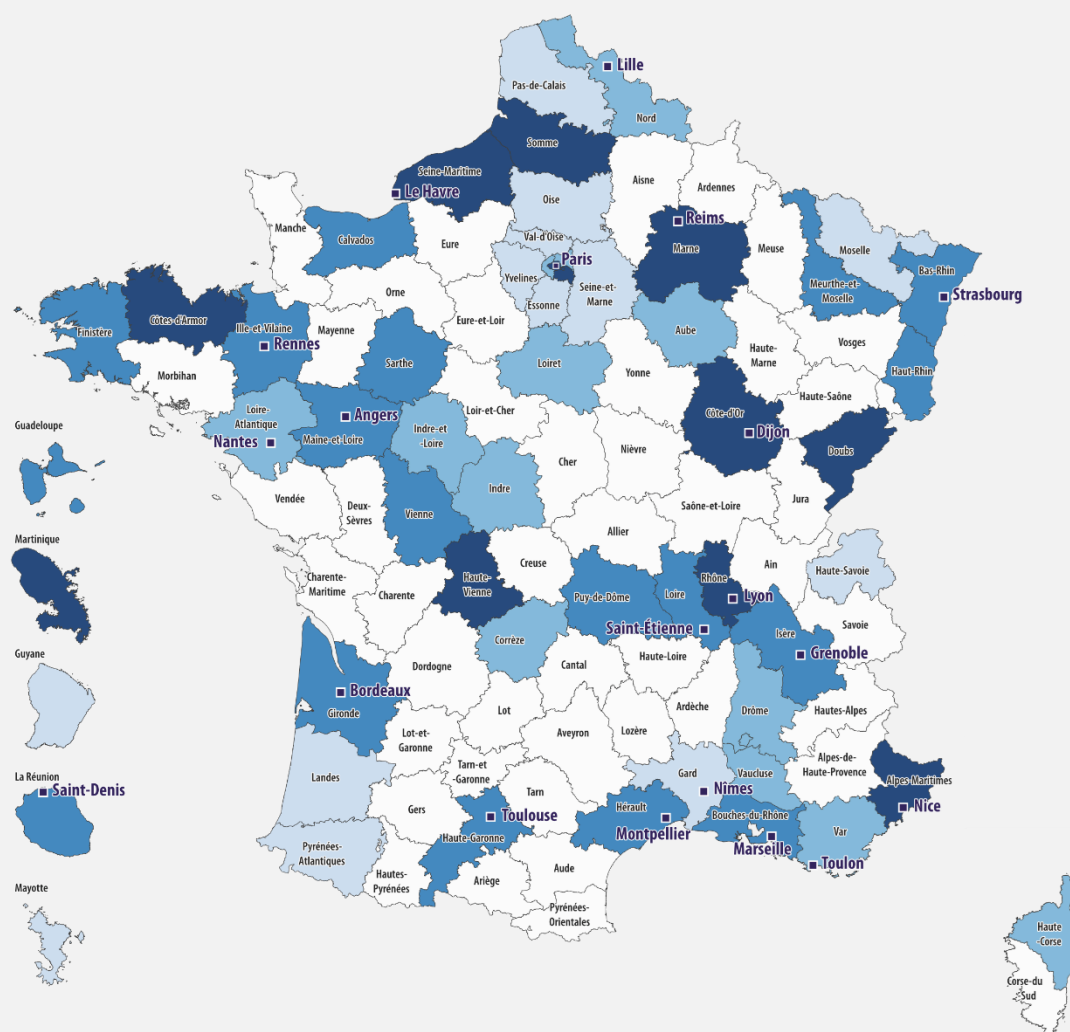 Lille
Pas-de-Calais
Nord
Somme
Seine-Maritime
Le Havre
Aisne
Ardennes
Oise
Reims
Manche
Calvados
Eure
Val-d'Oise
Marne
Meuse
Moselle
Paris
Bas-Rhin
Yvelines
Seine-et-
Marne
Meurthe-et-
Moselle
Essonne
Strasbourg
Orne
Côtes-d'Armor
Finistère
Ille-et Vilaine
Rennes
Mayenne
Eure-et-Loir
Aube
Vosges
Haute-
Marne
Morbihan
Sarthe
Loiret
Yonne
Haut-Rhin
Haute-Saône
Loire-
Atlantique
Angers
Loir-et-Cher
Côte-d'Or
Dijon
Guadeloupe
Nantes
Maine-et-Loire
Indre-et
-Loire
Cher
Nièvre
Doubs
Indre
Vendée
Deux-
Sèvres
Vienne
Saône-et-Loire
Jura
Martinique
Allier
Haute-
Vienne
Creuse
Ain
Haute-Savoie
Charente-
Maritime
Charente
Puy-de-Dôme
Loire
Rhône
Lyon
Saint-Étienne
Isère
Savoie
Guyane
Corrèze
Grenoble
Dordogne
Cantal
Haute-Loire
Bordeaux
Gironde
Lot
Ardèche
Drôme
Hautes-Alpes
Lot-et-
Garonne
Aveyron
Lozère
La Réunion
Saint-Denis
Landes
Tarn-et
-Garonne
Gard
Nîmes
Vaucluse
Alpes-de-
Haute-Provence
Alpes Maritimes
Nice
Gers
Tarn
Toulouse
Hérault
Montpellier
Bouches-du-Rhône
Haute-Garonne
Marseille
Var
Toulon
Pyrénées-
Atlantiques
Hautes-
Pyrénées
Ariège
Aude
Pyrénées-
Orientales
Mayotte
Haute
-Corse
Corse-du
Sud